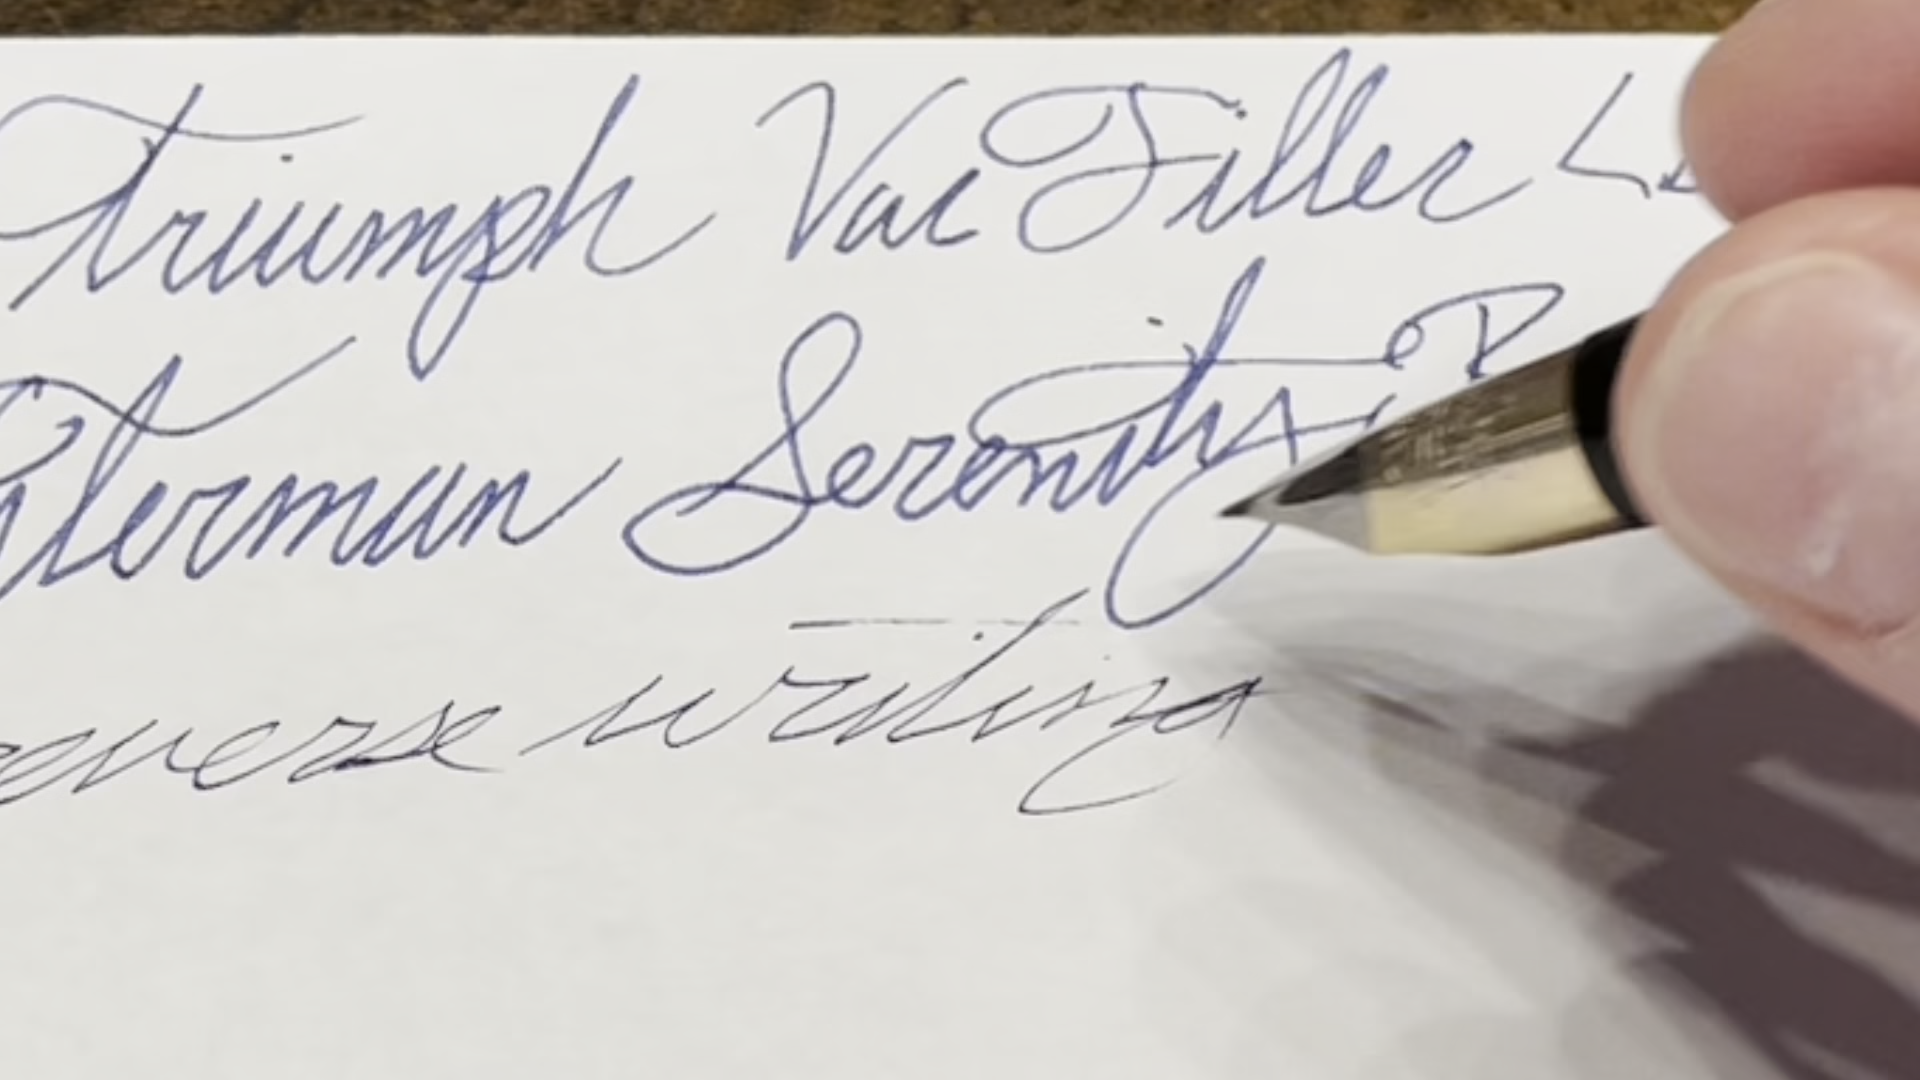 Triumph Vac Filler
Waterman Serenity
reverse writing